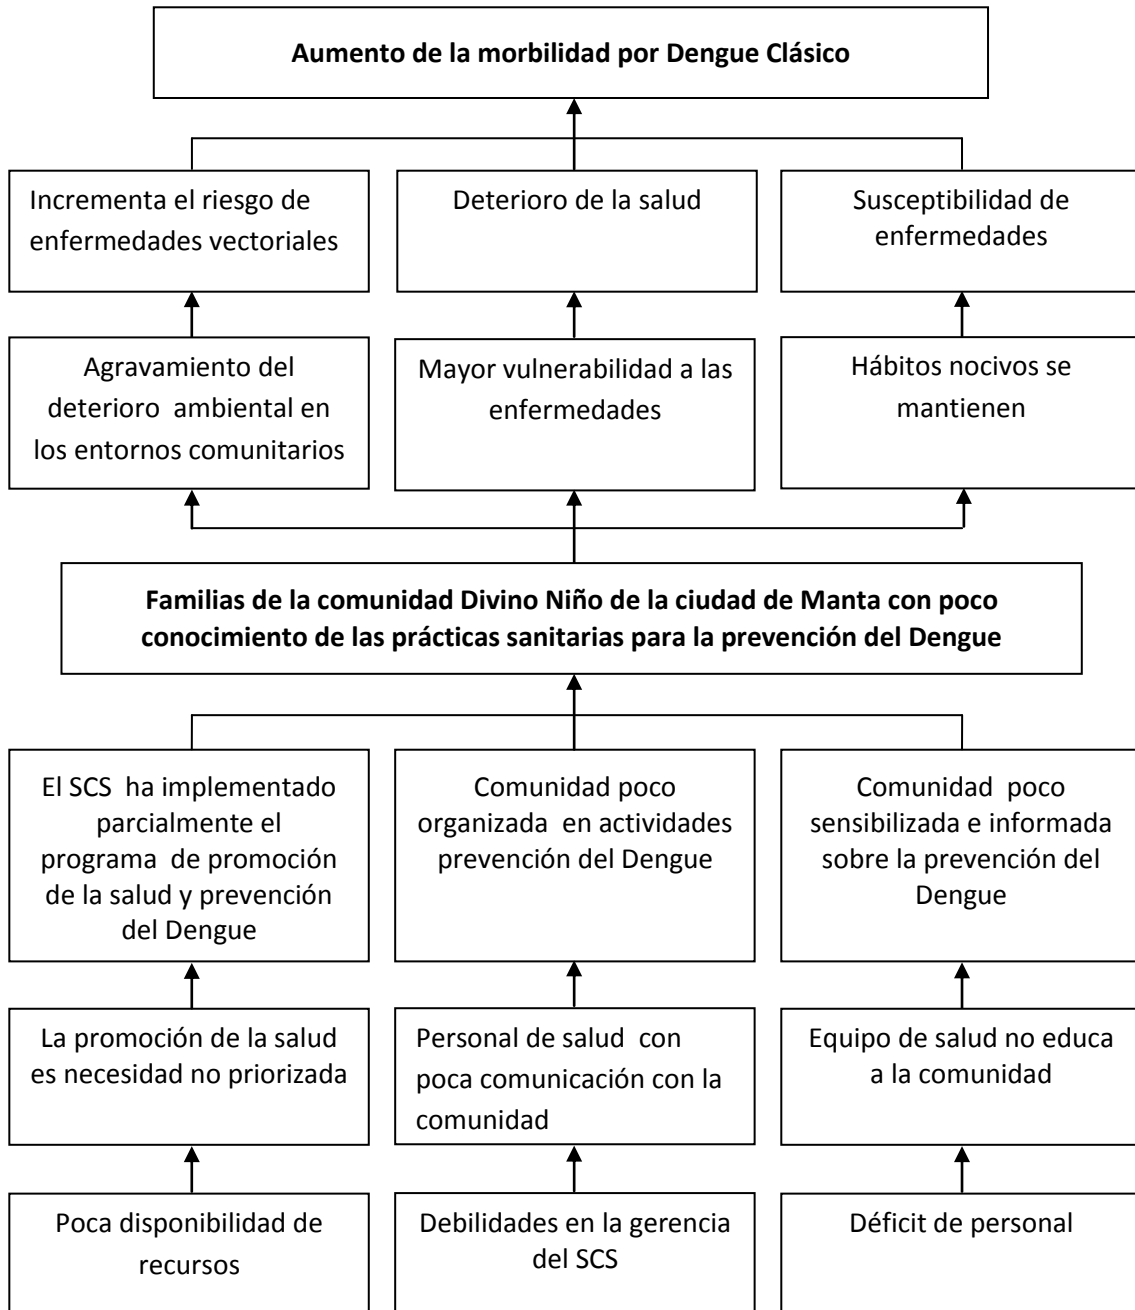 Aumento de la morbilidad por Dengue Clásico
Incrementa el riesgo de
enfermedades vectoriales
Deterioro de la salud
Susceptibilidad de
enfermedades
Agravamiento del
deterioro ambiental en
los entornos comunitarios
Mayor vulnerabilidad a las
enfermedades
Hábitos nocivos se
mantienen
Familias de la comunidad Divino Niño de la ciudad de Manta con poco
conocimiento de las prácticas sanitarias para la prevención del Dengue
El SCS ha implementado
parcialmente el
programa de promoción
de la salud y prevención
del Dengue
Comunidad poco
organizada en actividades
prevención del Dengue
Comunidad poco
sensibilizada e informada
sobre la prevención del
Dengue
La promoción de la salud
es necesidad no priorizada
Personal de salud con
poca comunicación con la
comunidad
Equipo de salud no educa
a la comunidad
Poca disponibilidad de
recursos
Debilidades en la gerencia
del SCS
Déficit de personal